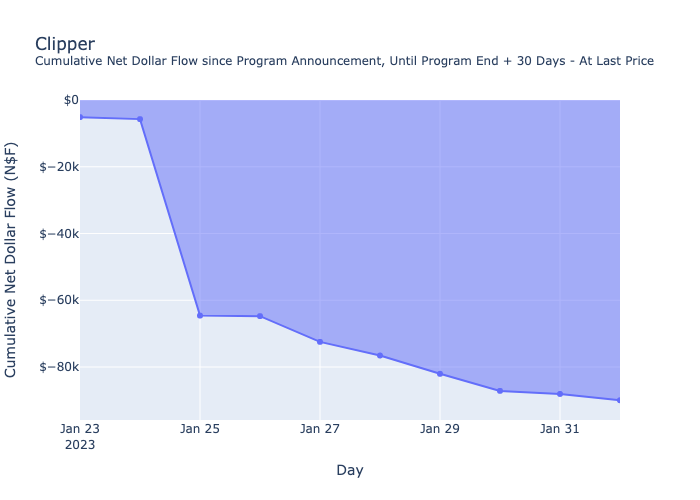 Clipper
Cumulative Net Dollar Flow since Program Announcement, Until Program End + 30 Days - At Last Price
Cumulative Net Dollar Flow (N$F)
$0
$−20k
$−40k
$−60k
$−80k
Jan 23
2023
Jan 25
Jan 27
Jan 29
Jan 31
Day